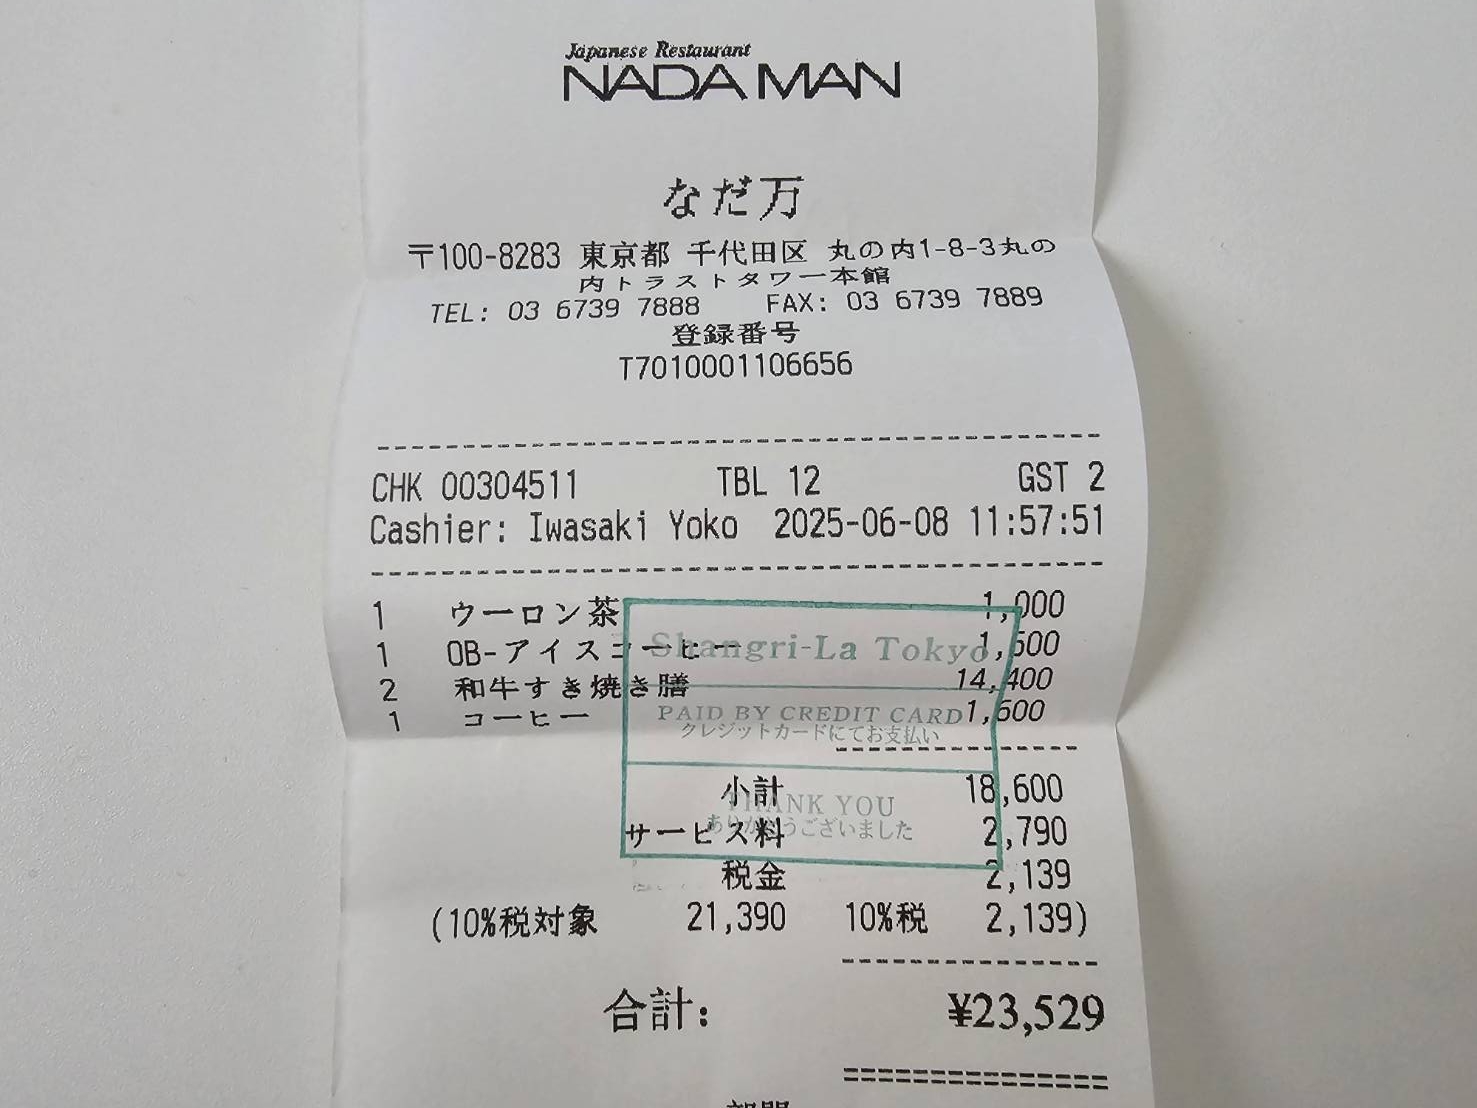 Japanese Restaurant
NADAMAN
なだ万
〒100-8283 東京都 千代田区 丸の内1-8-3丸の
内トラストタワー本館
TEL: 03 6739 7888 FAX: 03 6739 7889
登録番号
T7010001106656
CHK 00304511 TBL 12 GST 2
Cashier: Iwasaki Yoko 2025-06-08 11:57:51
1 ウーロン茶 1,000
1 OB-アイスコーヒー 1,600
2 和牛すき焼き膳 14,400
1 コーヒー 1,600
Shangri-La Tokyo
PAID BY CREDIT CARD
クレジットカードにてお支払い
THANK YOU
ありがとうございました
小計 18,600
サービス料 2,790
税金 2,139
(10%税対象 21,390 10%税 2,139)
合計: ¥23,529